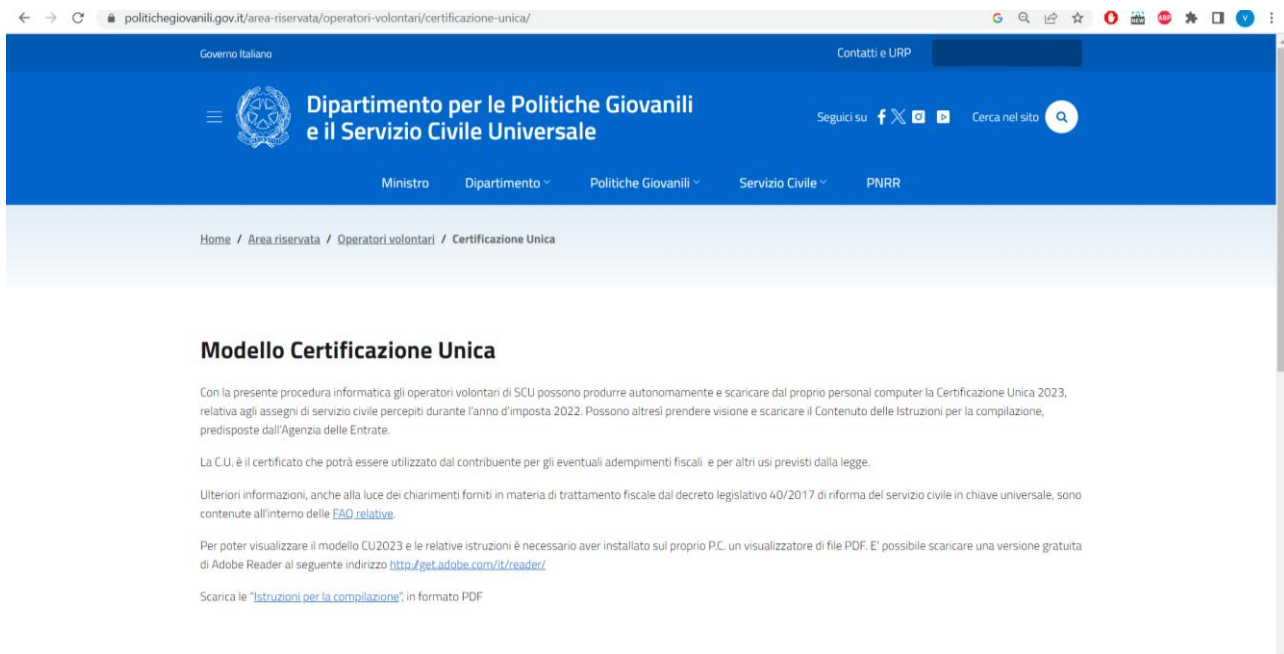 politichegiovanili.gov.it/area-riservata/operatori-volontari/certificazione-unica/
Governo Italiano
Contatti e URP
Dipartimento per le Politiche Giovanili
e il Servizio Civile Universale
Seguici su
Cerca nel sito
Ministro Dipartimento Politiche Giovanili Servizio Civile PNRR
Home / Area riservata / Operatori volontari / Certificazione Unica
Modello Certificazione Unica
Con la presente procedura informatica gli operatori volontari di SCU possono produrre autonomamente e scaricare dal proprio personal computer la Certificazione Unica 2023,
relativa agli assegni di servizio civile percepiti durante l'anno d'imposta 2022. Possono altresì prendere visione e scaricare il Contenuto delle Istruzioni per la compilazione,
predisposte dall'Agenzia delle Entrate.
La C.U. è il certificato che potrà essere utilizzato dal contribuente per gli eventuali adempimenti fiscali e per altri usi previsti dalla legge.
Ulteriori informazioni, anche alla luce dei chiarimenti forniti in materia di trattamento fiscale dal decreto legislativo 40/2017 di riforma del servizio civile in chiave universale, sono
contenute all'interno delle FAQ relative.
Per poter visualizzare il modello CU2023 e le relative istruzioni è necessario aver installato sul proprio P.C. un visualizzatore di file PDF. E' possibile scaricare una versione gratuita
di Adobe Reader al seguente indirizzo http://get.adobe.com/it/reader/
Scarica le "Istruzioni per la compilazione", in formato PDF